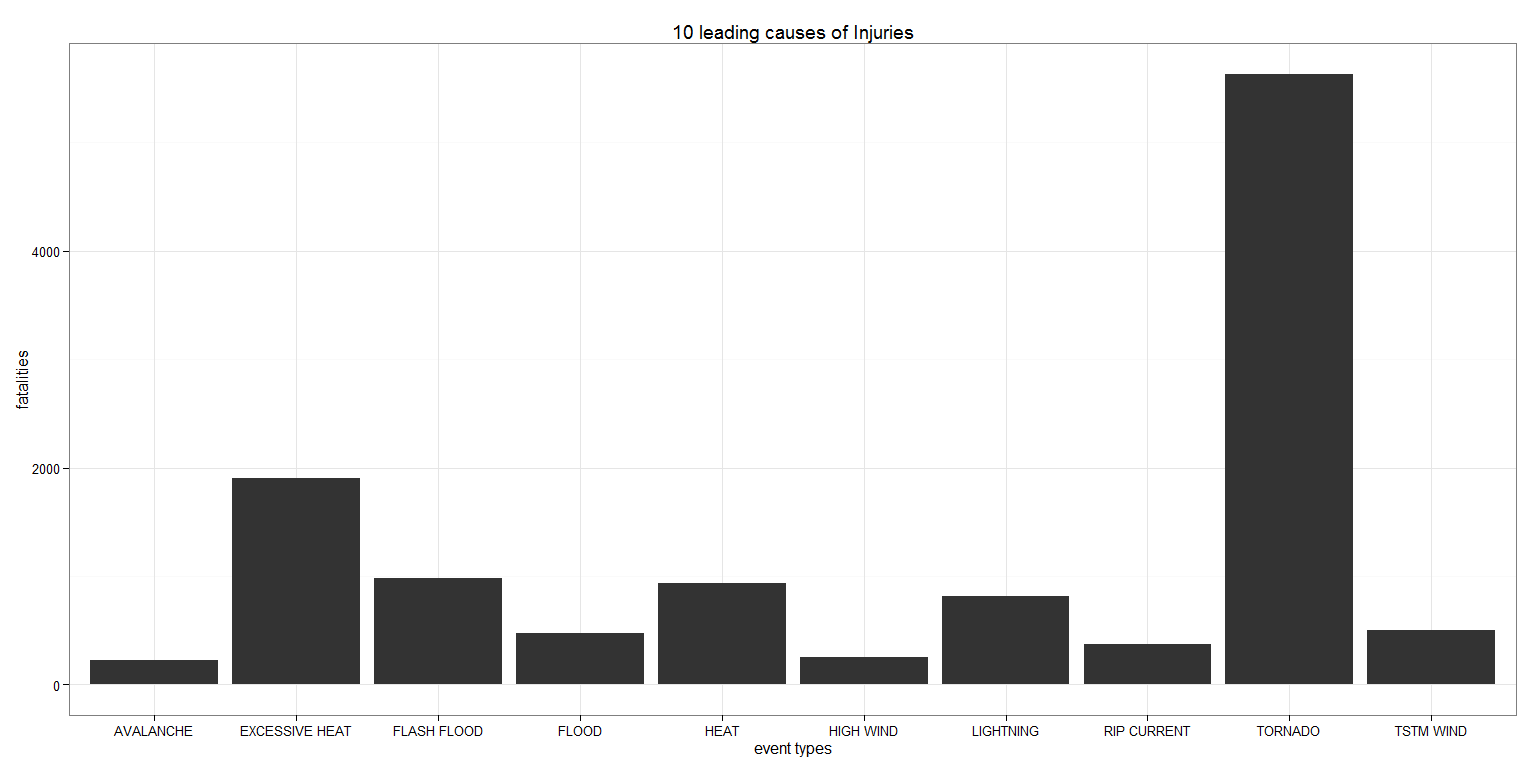 10 leading causes of Injuries
fatalities
4000
2000
0
AVALANCHE EXCESSIVE HEAT FLASH FLOOD FLOOD HEAT HIGH WIND LIGHTNING RIP CURRENT TORNADO TSTM WIND
event types